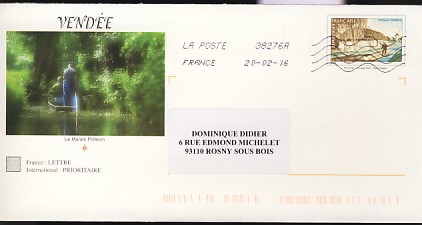 VENDÉE
LA POSTE 38276A
FRANCE 20-02-16
Le Marais Poitevin
DOMINIQUE DIDIER
6 RUE EDMOND MICHELET
93110 ROSNY SOUS BOIS
France : LETTRE
International : PRIORITAIRE